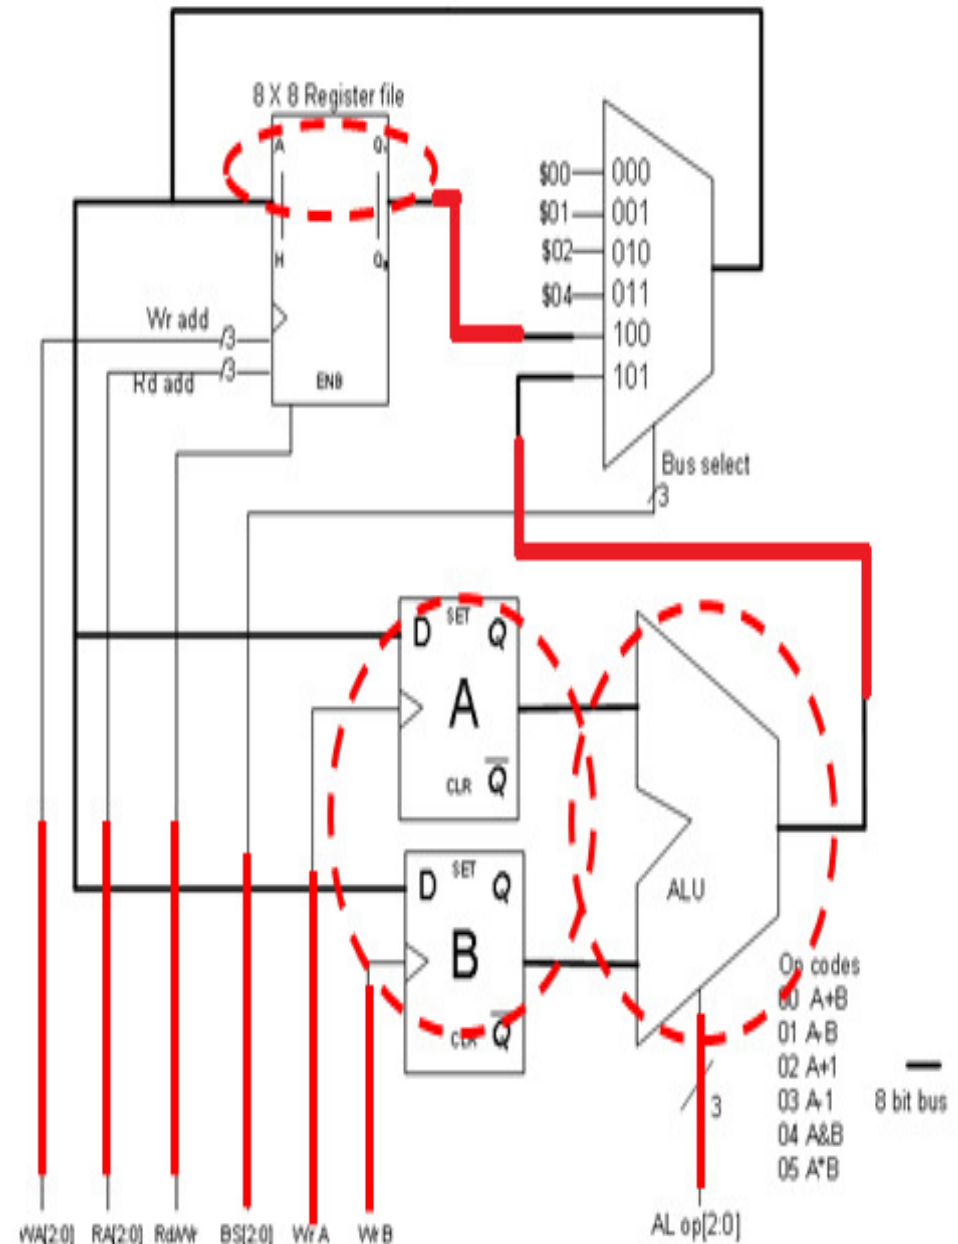 8 X 8 Register file
A Q
$00 000
$01 001
$02 010
H Q
$04 011
Wr add 3
100
Rd add 3
ENB
101
Bus select
3
D SET Q
A
CLR Q
D SET Q
ALU
B
Op codes
00 A+B
CLR Q
01 A-B
02 A+1
03 A-1
3
8 bit bus
04 A&B
05 A*B
WA[2:0] RA[2:0] Rd/Wr BS[2:0] Wr A Wr B AL op[2:0]